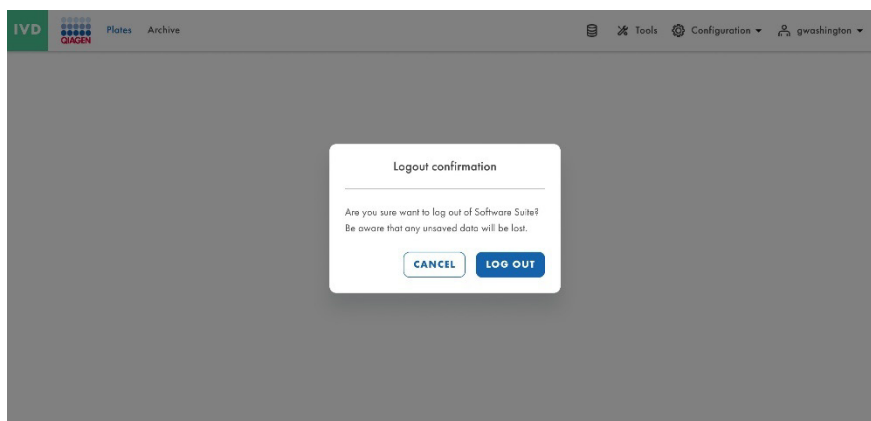 IVD
QIAGEN
Plates Archive
Tools Configuration gwashington
Logout confirmation
Are you sure want to log out of Software Suite?
Be aware that any unsaved data will be lost.
CANCEL LOG OUT